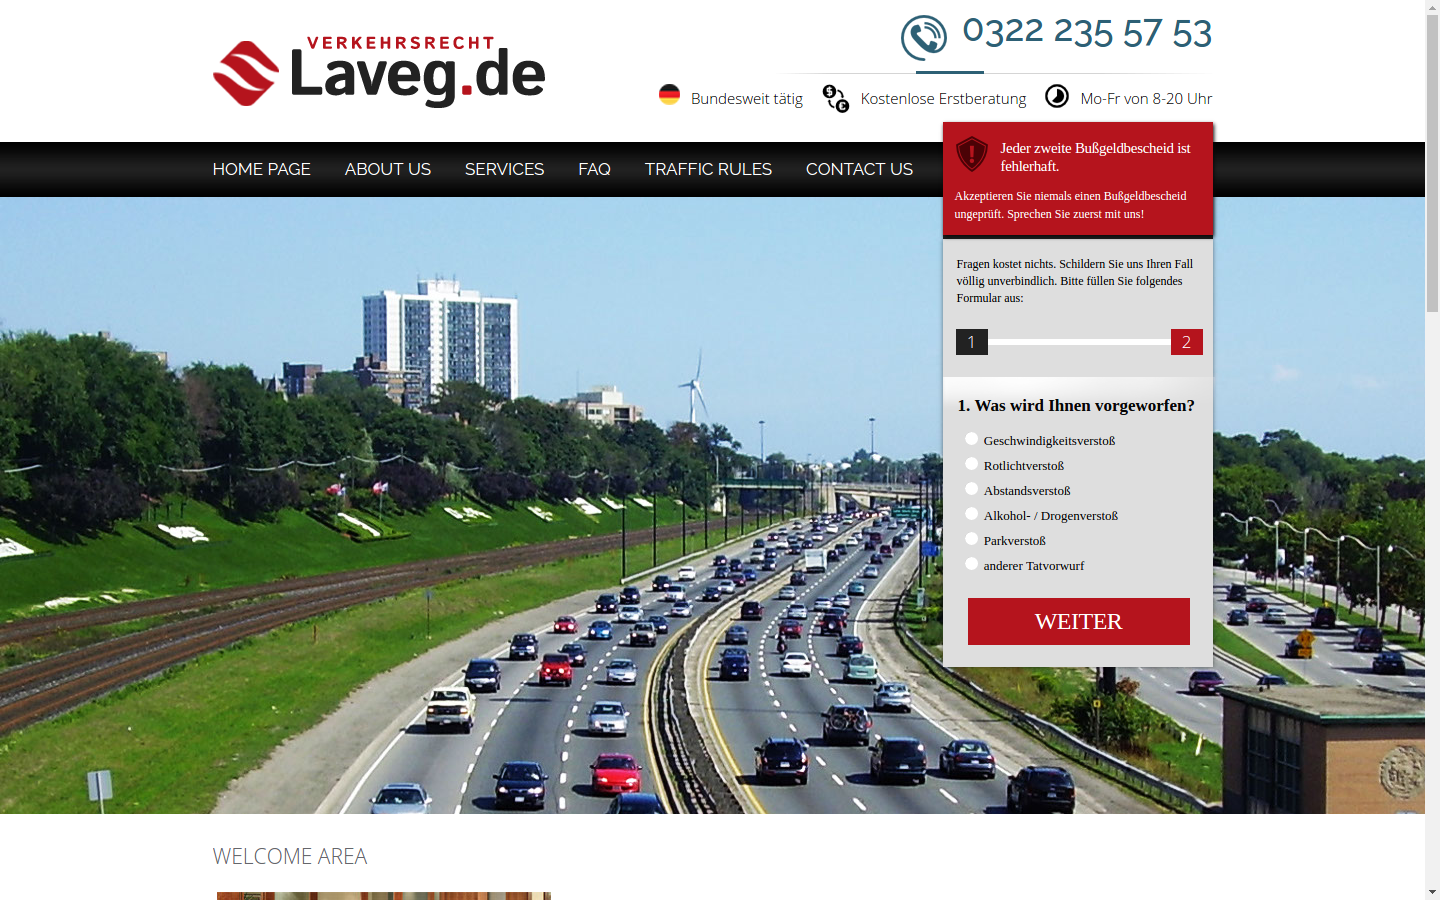 0322 235 57 53
VERKEHRSRECHT
Laveg.de
Bundesweit tätig
Kostenlose Erstberatung
Mo-Fr von 8-20 Uhr
HOME PAGE
ABOUT US
SERVICES
FAQ
TRAFFIC RULES
CONTACT US
Jeder zweite Bußgeldbescheid ist
fehlerhaft.
Akzeptieren Sie niemals einen Bußgeldbescheid
ungeprüft. Sprechen Sie zuerst mit uns!
Fragen kostet nichts. Schildern Sie uns Ihren Fall
völlig unverbindlich. Bitte füllen Sie folgendes
Formular aus:
1
2
1. Was wird Ihnen vorgeworfen?
Geschwindigkeitsverstoß
Rotlichtverstoß
Abstandsverstoß
Alkohol- / Drogenverstoß
Parkverstoß
anderer Tatvorwurf
WEITER
WELCOME AREA